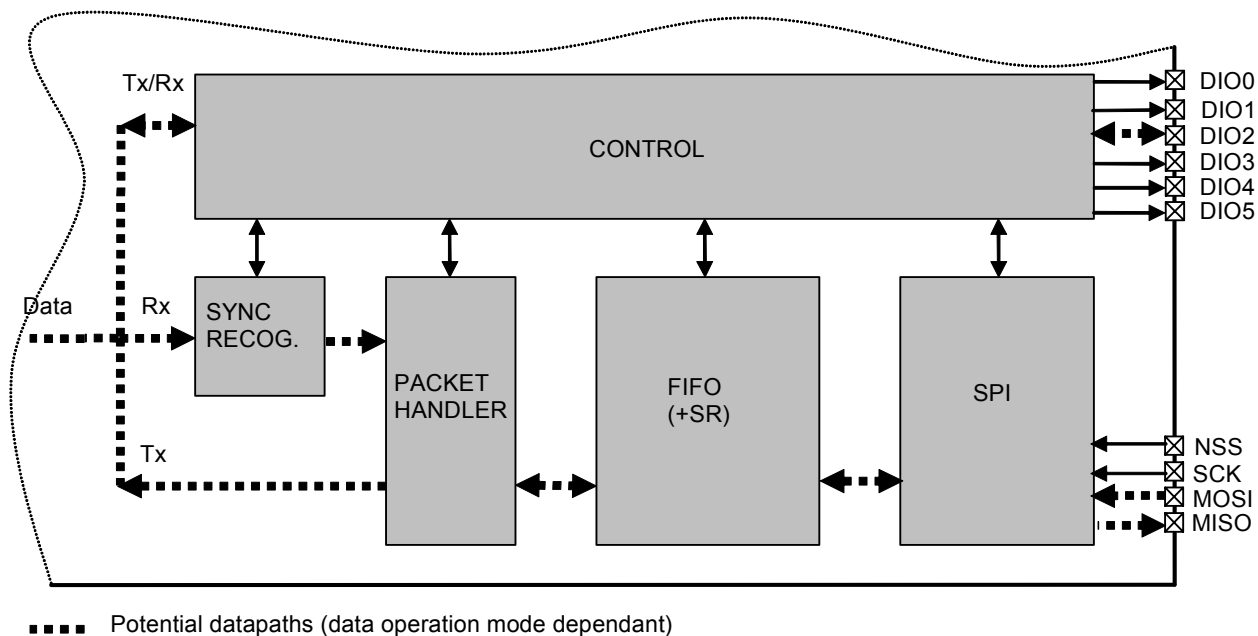 Tx/Rx
CONTROL
DIO0
DIO1
DIO2
DIO3
DIO4
DIO5
Data
Rx
SYNC
RECOG.
PACKET
HANDLER
FIFO
(+SR)
SPI
Tx
NSS
SCK
MOSI
MISO
Potential datapaths (data operation mode dependant)